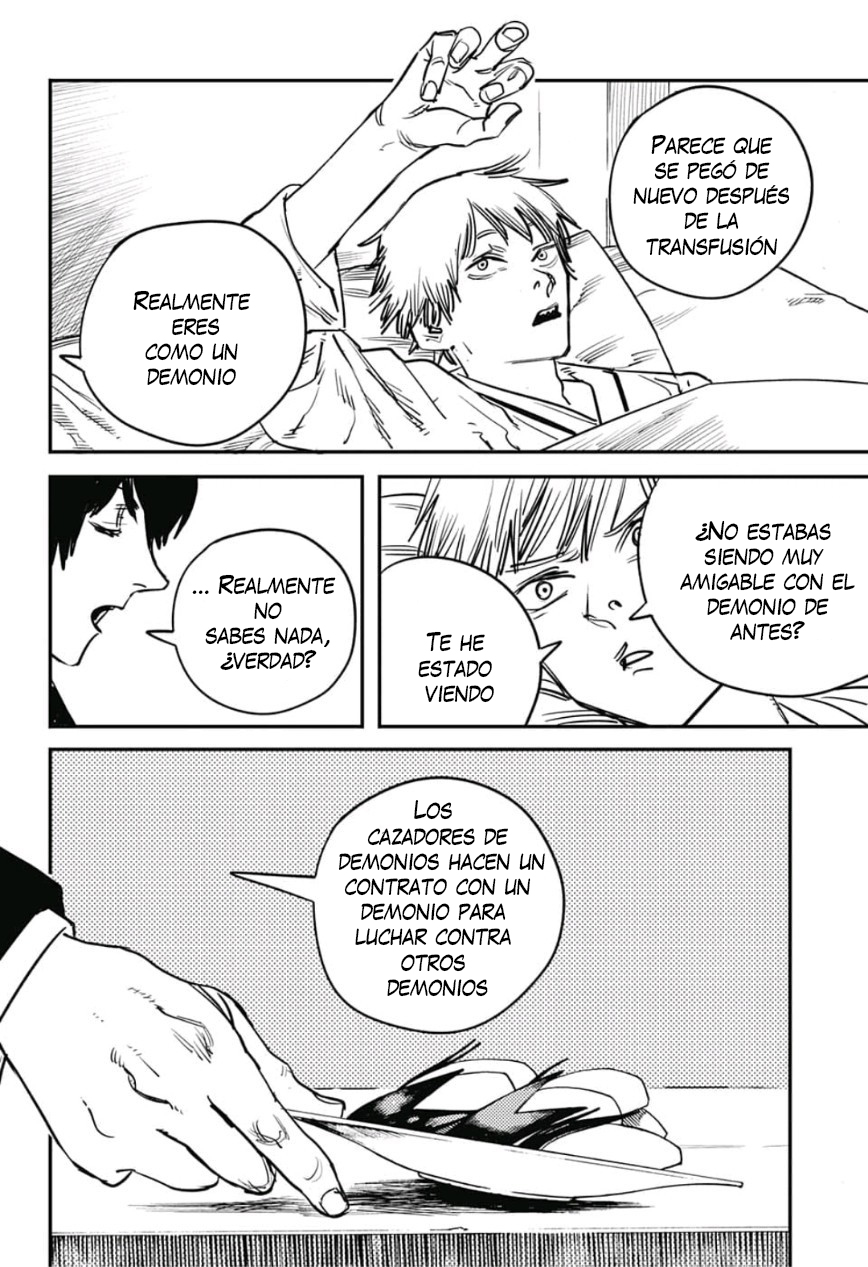 Parece que
se pegó de
nuevo después
de la
transfusión
Realmente
eres
como un
demonio
¿No estabas
siendo muy
amigable con el
demonio de
antes?
Te he
estado
viendo
... Realmente
no
sabes nada,
¿verdad?
Los
cazadores de
demonios hacen un
contrato con un
demonio para
luchar contra
otros
demonios